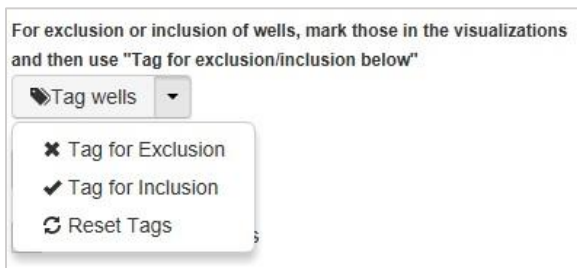 For exclusion or inclusion of wells, mark those in the visualizations
and then use "Tag for exclusion/inclusion below"
Tag wells
Tag for Exclusion
Tag for Inclusion
Reset Tags